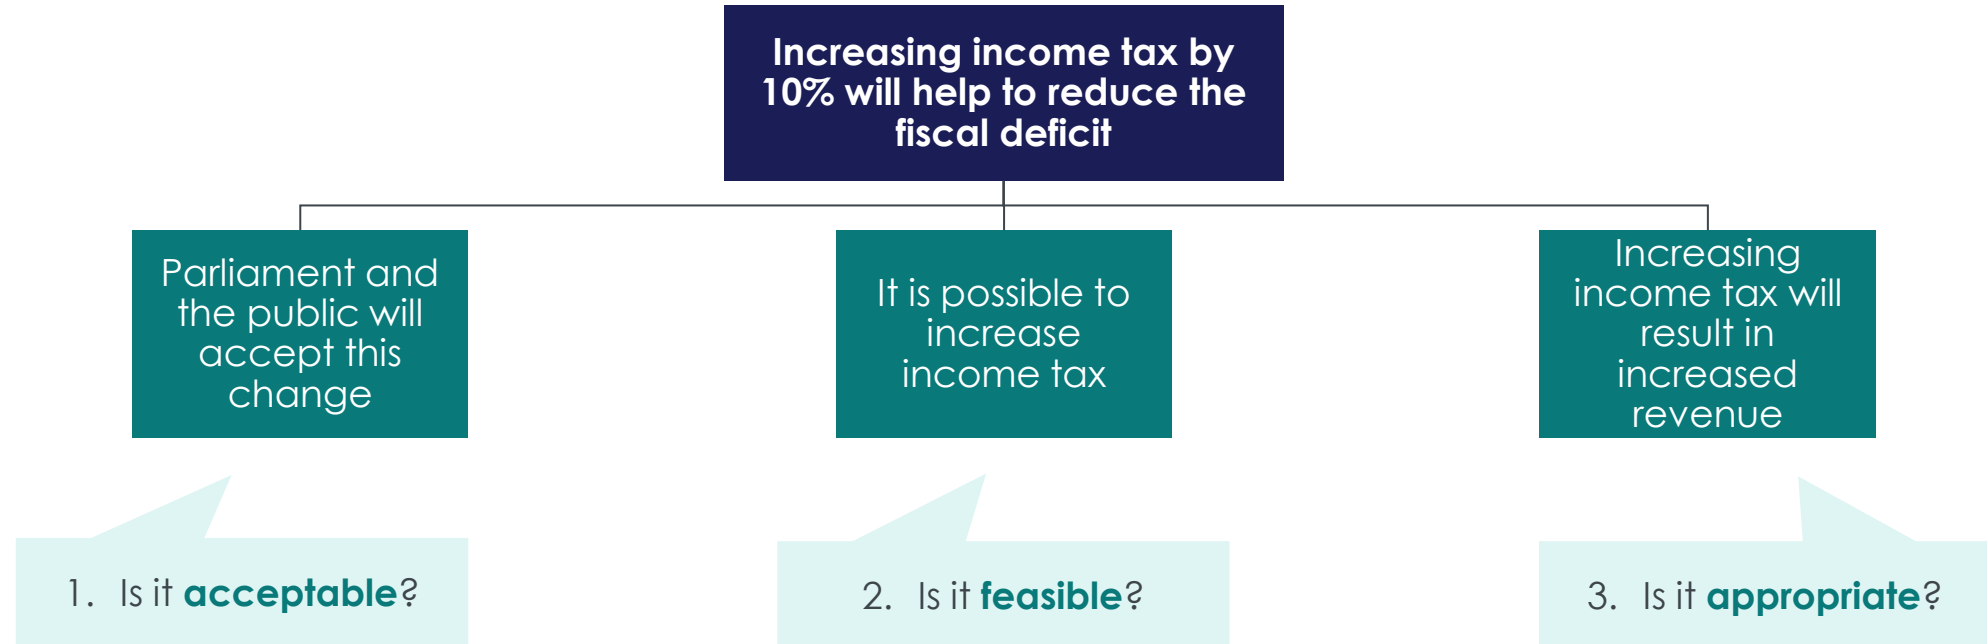 Increasing income tax by
10% will help to reduce the
fiscal deficit
Parliament and
the public will
accept this
change
It is possible to
increase
income tax
Increasing
income tax will
result in
increased
revenue
1. Is it acceptable?
2. Is it feasible?
3. Is it appropriate?